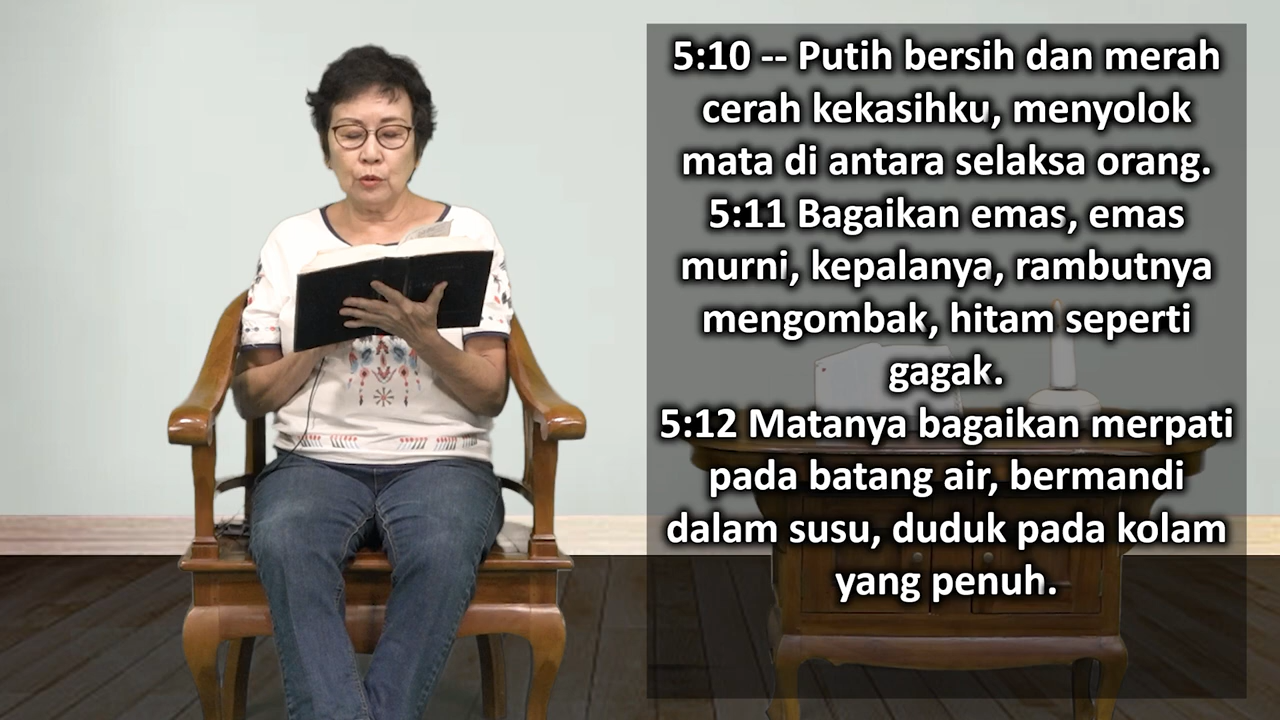 5:10 -- Putih bersih dan merah
cerah kekasihku, menyolok
mata di antara selaksa orang.
5:11 Bagaikan emas, emas
murni, kepalanya, rambutnya
mengombak, hitam seperti
gagak.
5:12 Matanya bagaikan merpati
pada batang air, bermandi
dalam susu, duduk pada kolam
yang penuh.